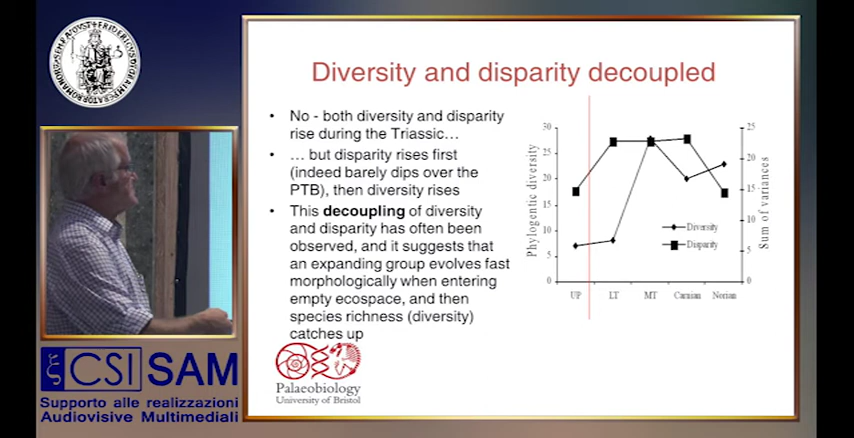 Diversity and disparity decoupled
• No - both diversity and disparity
rise during the Triassic…
• … but disparity rises first
(indeed barely dips over the
PTB), then diversity rises
• This decoupling of diversity
and disparity has often been
observed, and it suggests that
an expanding group evolves fast
morphologically when entering
empty ecospace, and then
species richness (diversity)
catches up
Phylogentic diversity
30
25
20
15
10
5
0
25
20
15
10
5
0
Sum of variances
Diversity
Disparity
UP LT MT Carnian Norian
Palaeobiology
University of Bristol
CSI SAM
Supporto alle realizzazioni
Audiovisive Multimediali